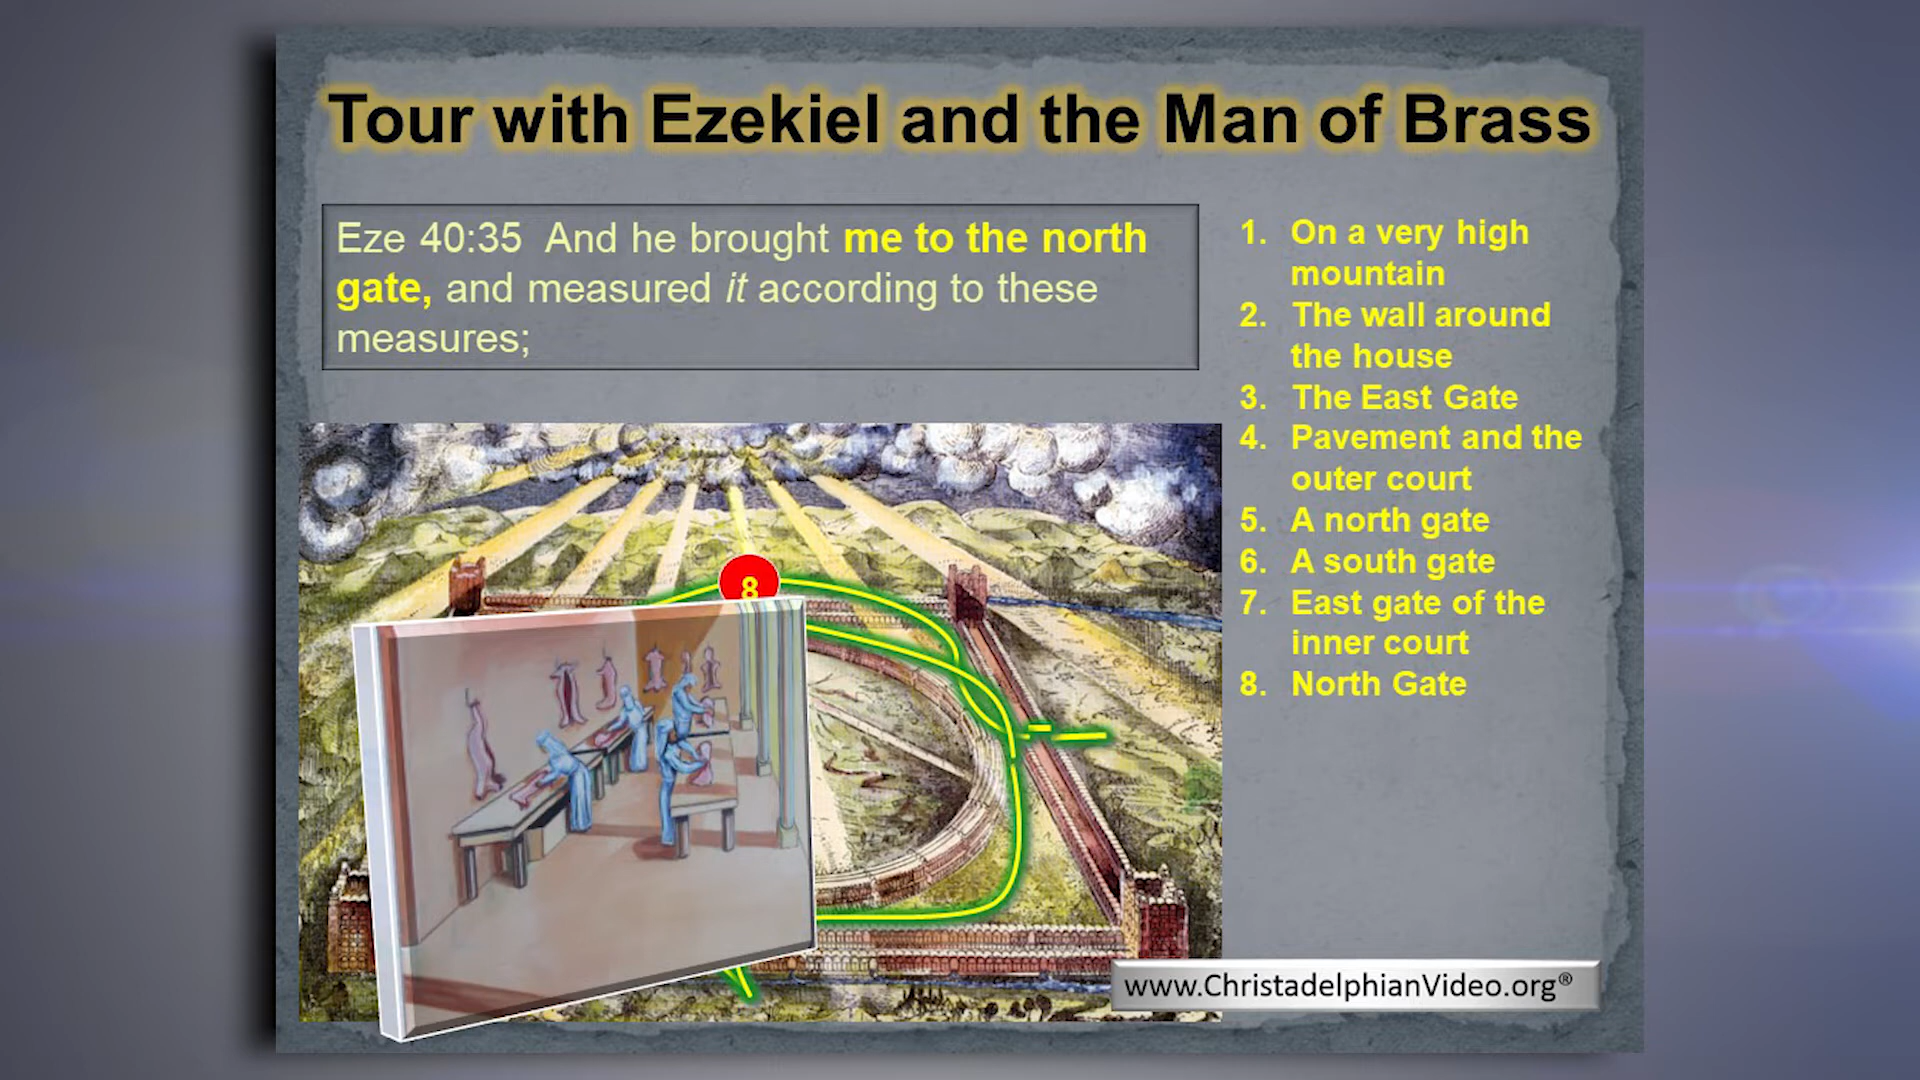 Tour with Ezekiel and the Man of Brass
Eze 40:35 And he brought me to the north
gate, and measured it according to these
measures;
1. On a very high
mountain
2. The wall around
the house
3. The East Gate
4. Pavement and the
outer court
5. A north gate
6. A south gate
7. East gate of the
inner court
8. North Gate
8
www.ChristadelphianVideo.org®